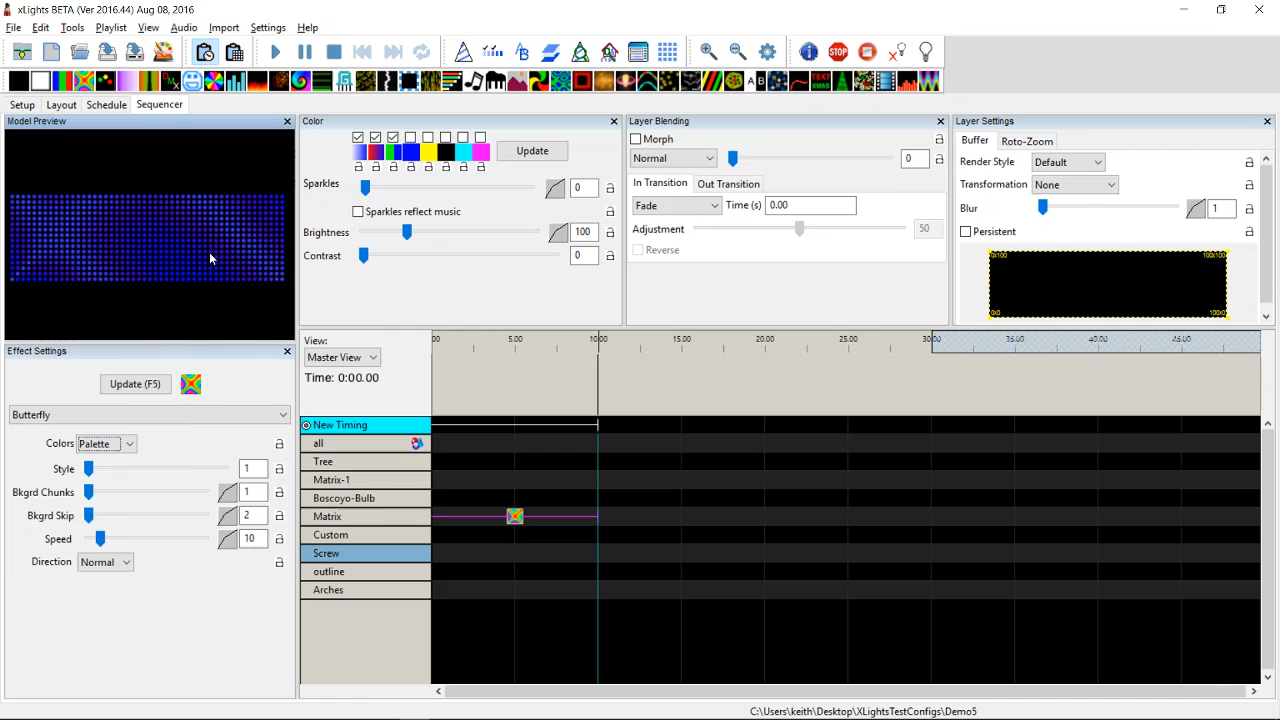 xLights BETA (Ver 2016.44) Aug 08, 2016
File Edit Tools Playlist View Audio Import Settings Help
Setup Layout Schedule Sequencer
Model Preview
Color
Update
Sparkles 0
Sparkles reflect music
Brightness 100
Contrast 0
Layer Blending
Morph
Normal 0
In Transition Out Transition
Fade Time (s) 0.00
Adjustment 50
Reverse
Layer Settings
Buffer Roto-Zoom
Render Style Default
Transformation None
Blur 1
Persistent
0x100 100x100
0x0 100x0
Effect Settings
Update (F5)
Butterfly
Colors Palette
Style 1
Bkgrd Chunks 1
Bkgrd Skip 2
Speed 10
Direction Normal
View:
Master View
Time: 0:00.00
00 5.00 10.00 15.00 20.00 25.00 30.00 35.00 40.00 45.00
New Timing
all
Tree
Matrix-1
Boscoyo-Bulb
Matrix
Custom
Screw
outline
Arches
C:\Users\keith\Desktop\XLightsTestConfigs\Demo5